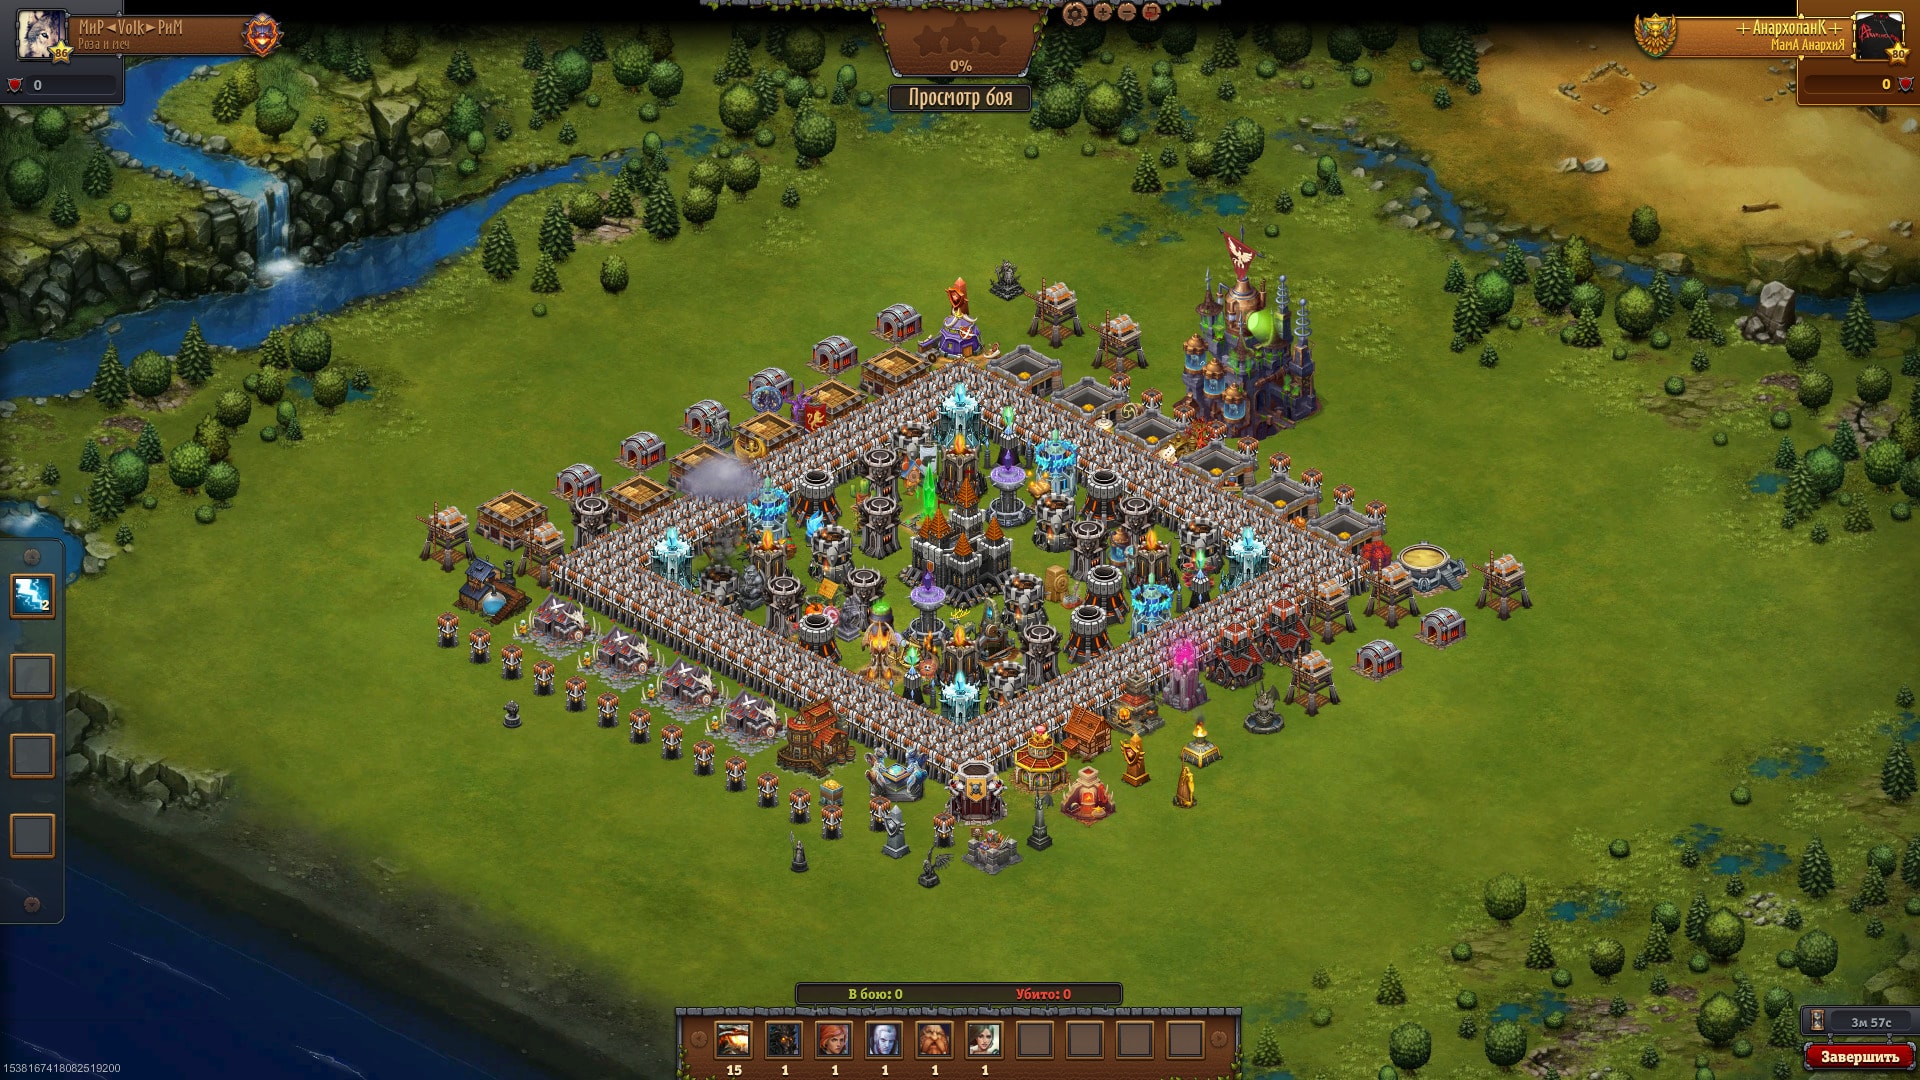 МиР◄Volk►РиМ
Роза и меч
86
0
0%
Просмотр боя
-+-АнархопанК-+-
МамА АнархиЯ
80
0
2
В бою: 0
Убито: 0
15
1
1
1
1
1
3м 57с
Завершить
1538167418082519200